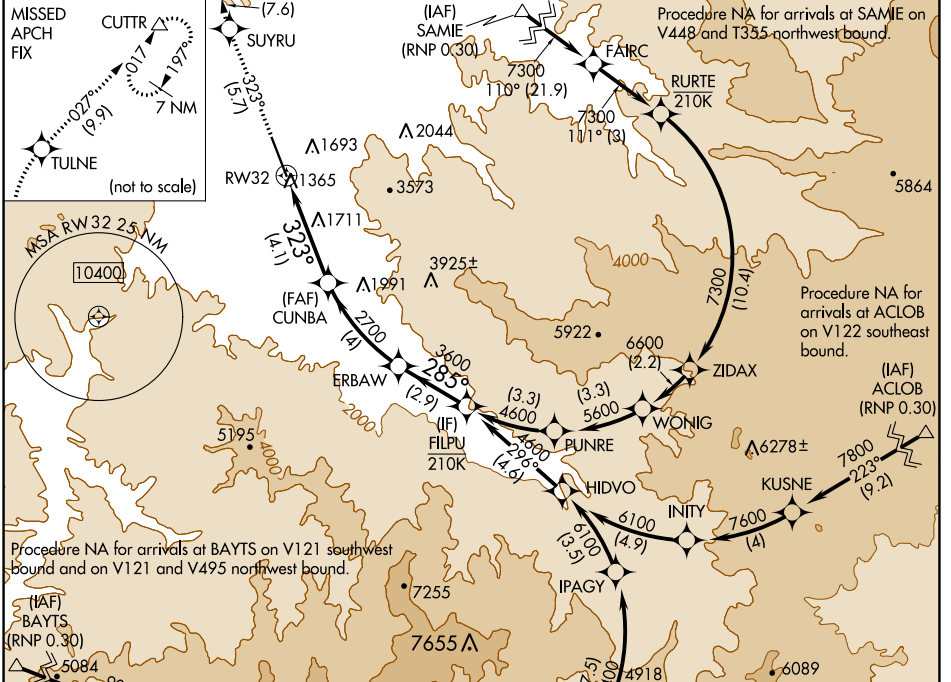 MISSED
APCH
FIX
CUTTR
017
197°
7 NM
027°
(9.9)
TULNE
(not to scale)
(7.6)
SUYRU
323°
(5.7)
(IAF)
SAMIE
(RNP 0.30)
7300
110° (21.9)
FAIRC
7300
111° (3)
RURTE
210K
Procedure NA for arrivals at SAMIE on
V448 and T355 northwest bound.
1693
2044
RW32
1365
3573
5864
1711
323°
(4.1)
MSA RW32 25 NM
10400
3925±
1991
4000
7300
(10.4)
(FAF)
CUNBA
2700
(4)
5922
Procedure NA for
arrivals at ACLOB
on V122 southeast
bound.
6600
(2.2)
ZIDAX
(IAF)
ACLOB
(RNP 0.30)
3600
285°
(2.9)
ERBAW
2000
(3.3)
4600
(3.3)
5600
WONIG
PUNRE
(IF)
FILPU
210K
4600
296°
(4.6)
5195
4000
6278±
7800
223°
(9.2)
KUSNE
HIDVO
INITY
7600
(4)
6100
(4.9)
6100
(3.5)
IPAGY
Procedure NA for arrivals at BAYTS on V121 southwest
bound and on V121 and V495 northwest bound.
(IAF)
BAYTS
(RNP 0.30)
5084
7255
7655
4918
6089